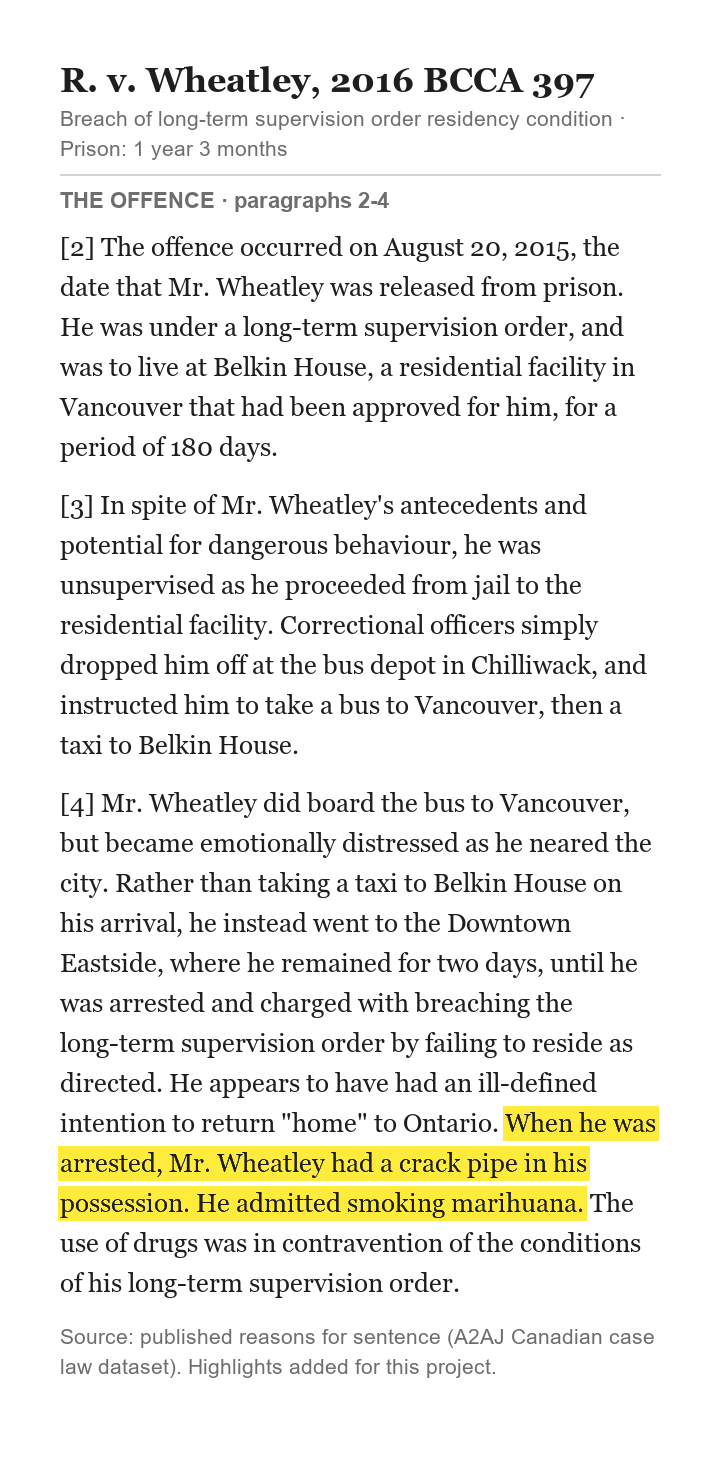 R. v. Wheatley, 2016 BCCA 397
Breach of long-term supervision order residency condition ·
Prison: 1 year 3 months
THE OFFENCE · paragraphs 2-4
[2] The offence occurred on August 20, 2015, the
date that Mr. Wheatley was released from prison.
He was under a long-term supervision order, and
was to live at Belkin House, a residential facility in
Vancouver that had been approved for him, for a
period of 180 days.
[3] In spite of Mr. Wheatley's antecedents and
potential for dangerous behaviour, he was
unsupervised as he proceeded from jail to the
residential facility. Correctional officers simply
dropped him off at the bus depot in Chilliwack, and
instructed him to take a bus to Vancouver, then a
taxi to Belkin House.
[4] Mr. Wheatley did board the bus to Vancouver,
but became emotionally distressed as he neared the
city. Rather than taking a taxi to Belkin House on
his arrival, he instead went to the Downtown
Eastside, where he remained for two days, until he
was arrested and charged with breaching the
long-term supervision order by failing to reside as
directed. He appears to have had an ill-defined
intention to return "home" to Ontario. When he was
arrested, Mr. Wheatley had a crack pipe in his
possession. He admitted smoking marihuana. The
use of drugs was in contravention of the conditions
of his long-term supervision order.
Source: published reasons for sentence (A2AJ Canadian case
law dataset). Highlights added for this project.